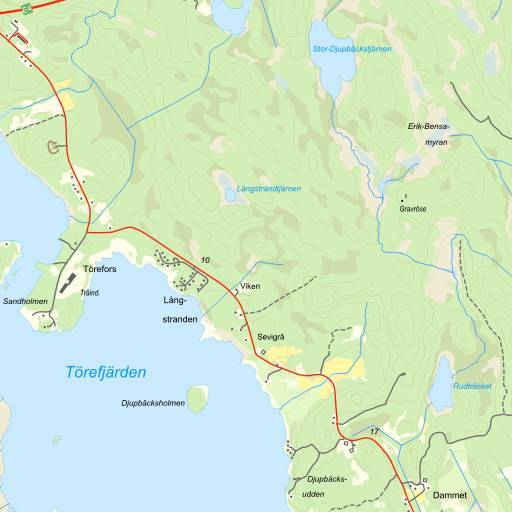 Stor-Djupbäckstjärnen
Erik-Bensa-
myran
Långstrandtjärnen
Gravröse
10
Törefors
Träind.
Sandholmen
Lång-
stranden
Viken
Sevigrå
Törefjärden
Djupbäcksholmen
Rudträsket
17
Djupbäcks-
udden
Dammet